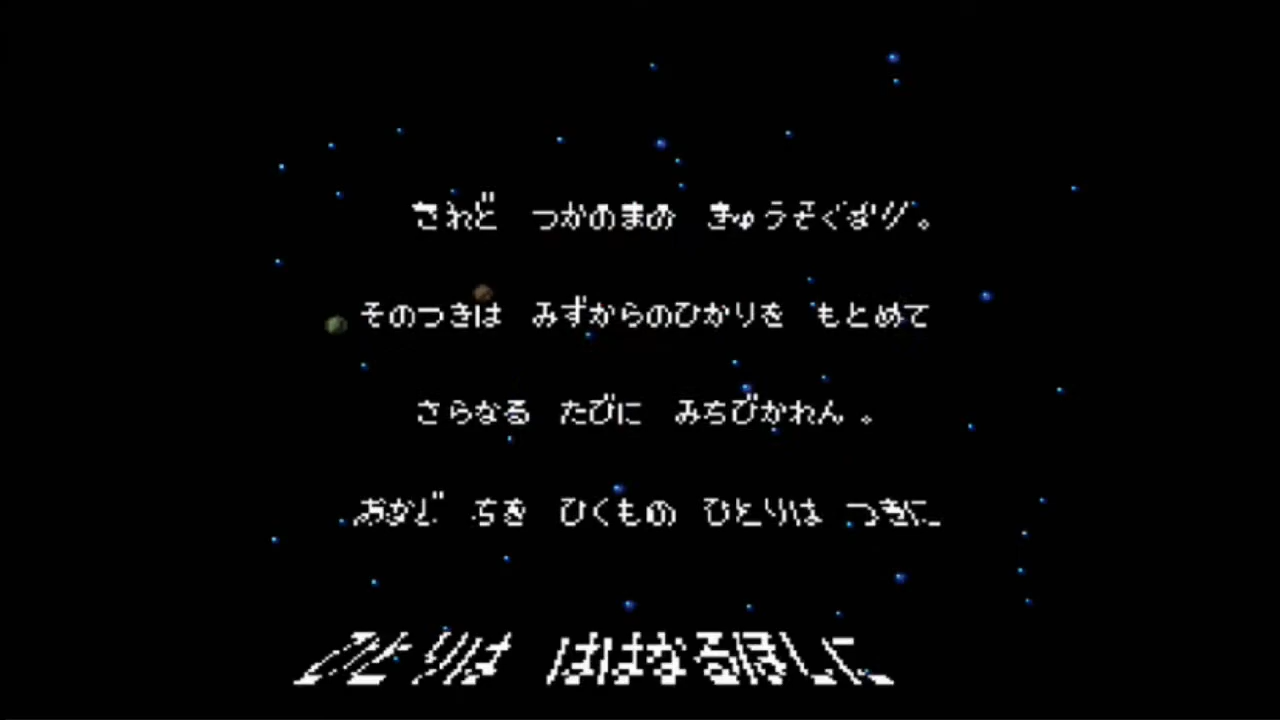 されど つかのまの きゅうそくなり。
そのつきは みずからのひかりを もとめて
さらなる たびに みちびかれん。
おなじ ちを ひくもの ひとりは つきに
ひとりは ははなるほしに